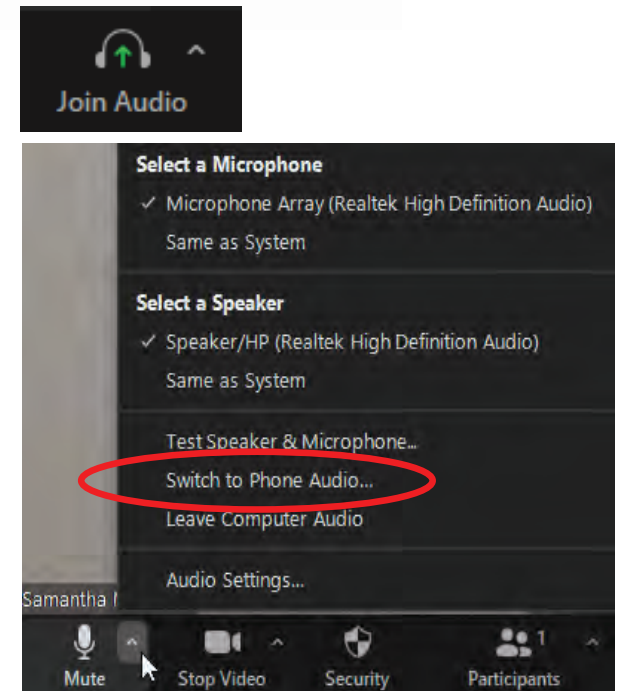 Join Audio
Select a Microphone
Microphone Array (Realtek High Definition Audio)
Same as System
Select a Speaker
Speaker/HP (Realtek High Definition Audio)
Same as System
Test Speaker & Microphone...
Switch to Phone Audio...
Leave Computer Audio
Audio Settings...
Samantha
1
Mute Stop Video Security Participants